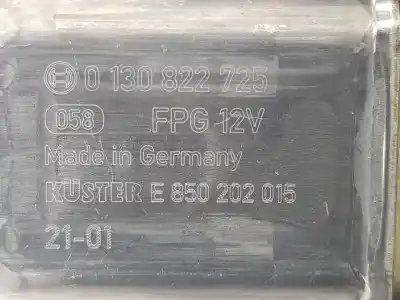 0 130 822 725
058 FPG 12V
Made in Germany
KÜSTER E 850 202 015
21-01